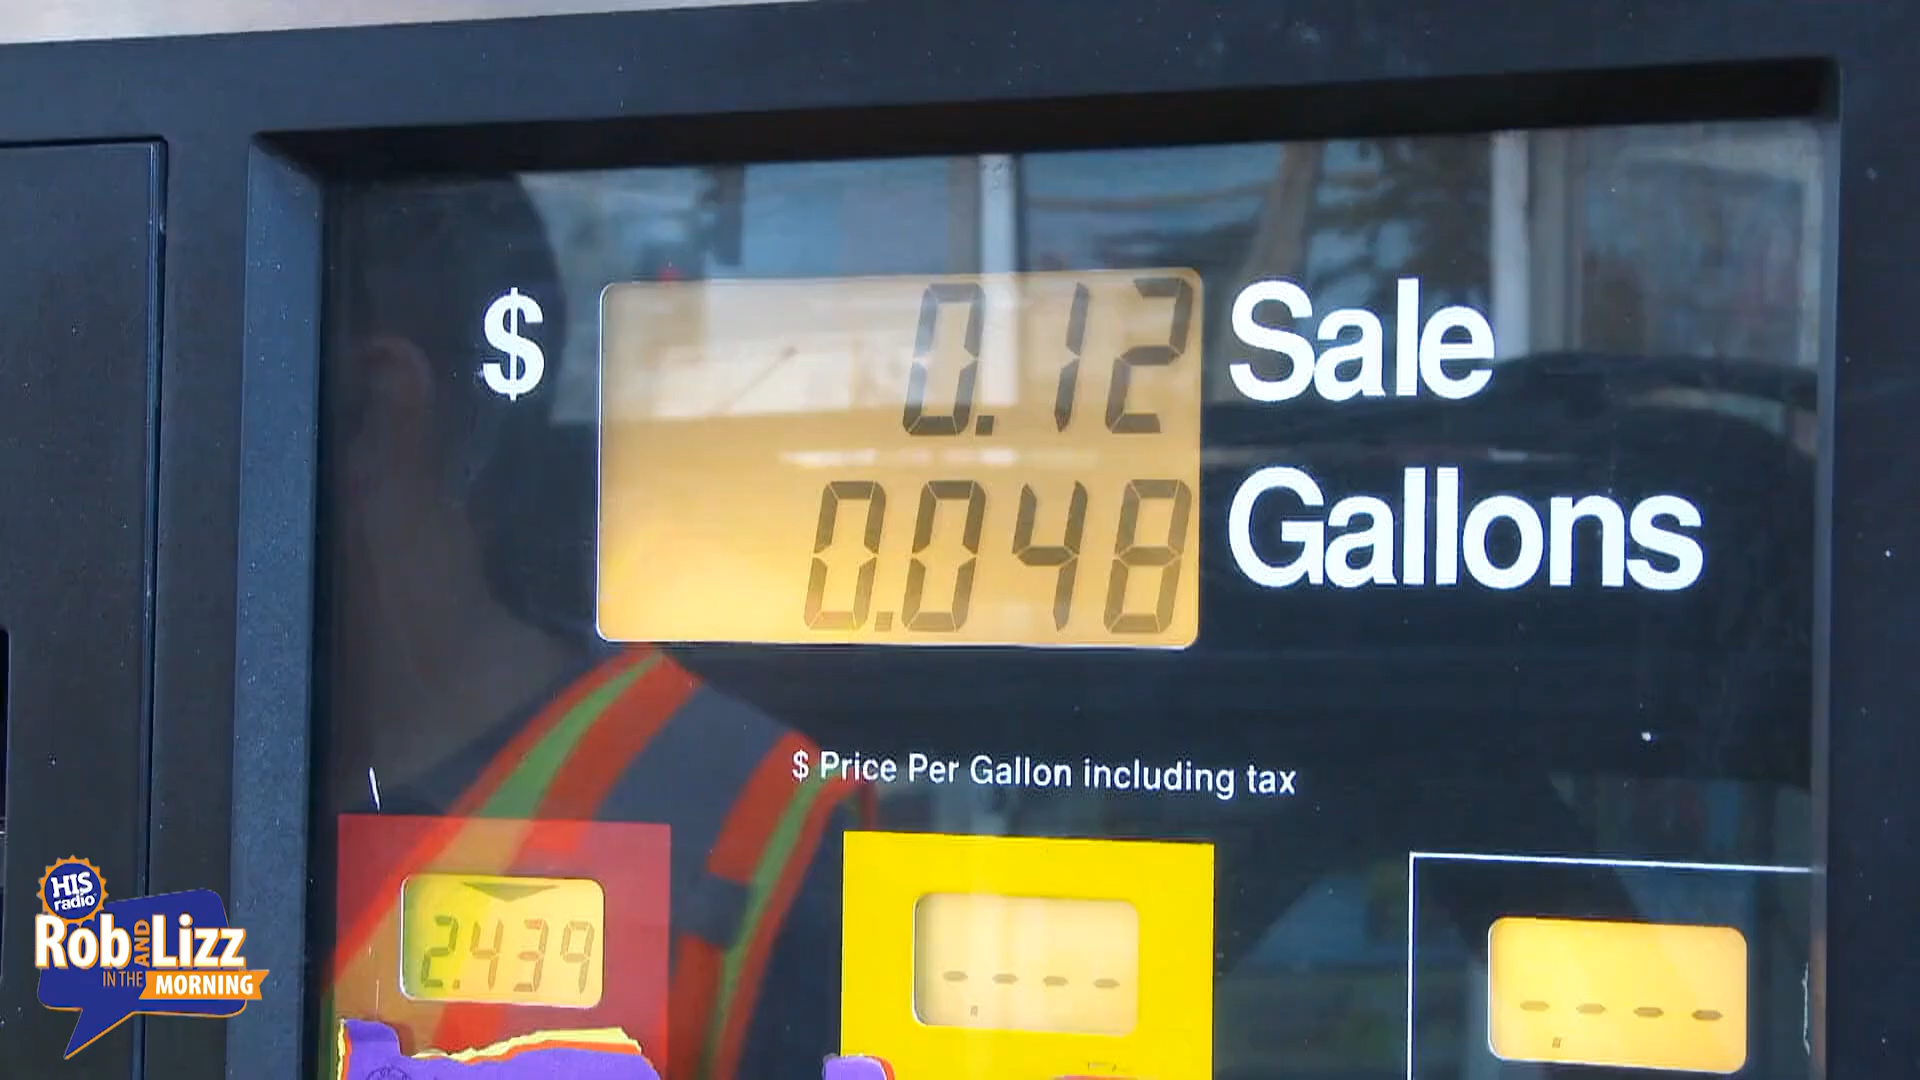 $ 0.12 Sale
0.048 Gallons
$ Price Per Gallon including tax
2.439
- - - -
- - - -
HIS
radio
Rob AND Lizz
IN THE MORNING